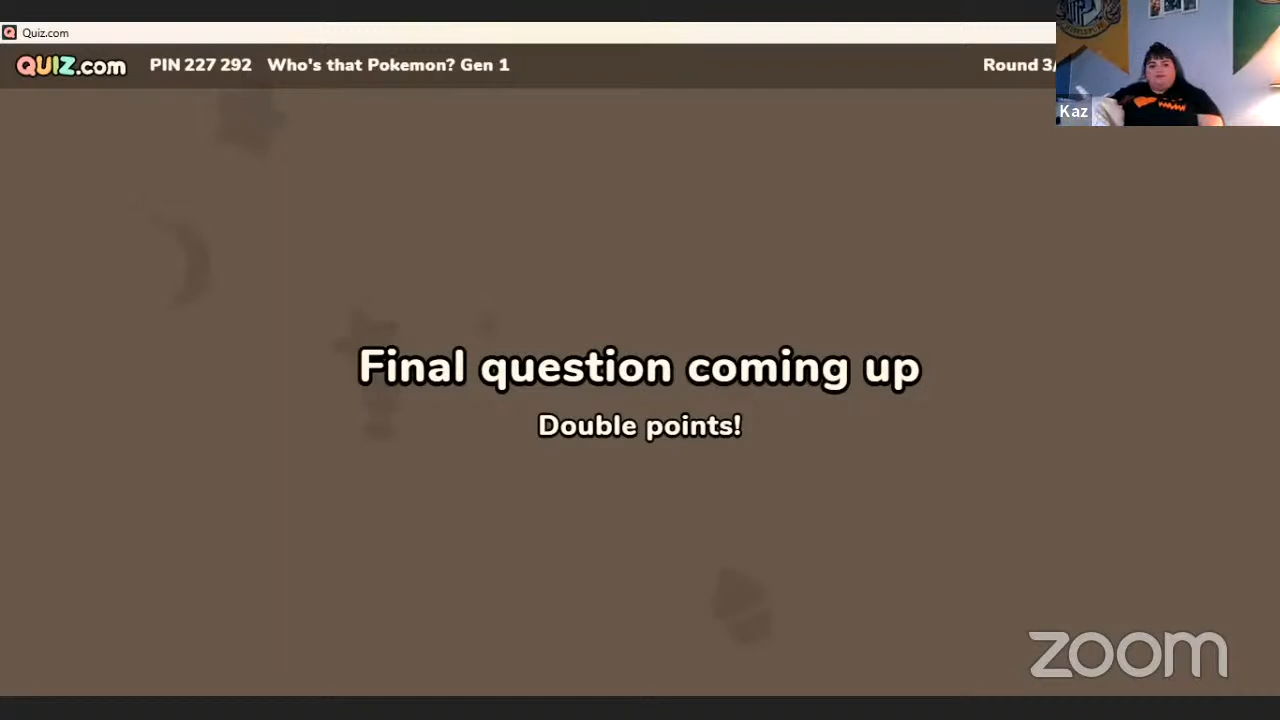 Quiz.com
QUIZ.com PIN 227 292 Who's that Pokemon? Gen 1 Round 3/
Kaz
Final question coming up
Double points!
zoom